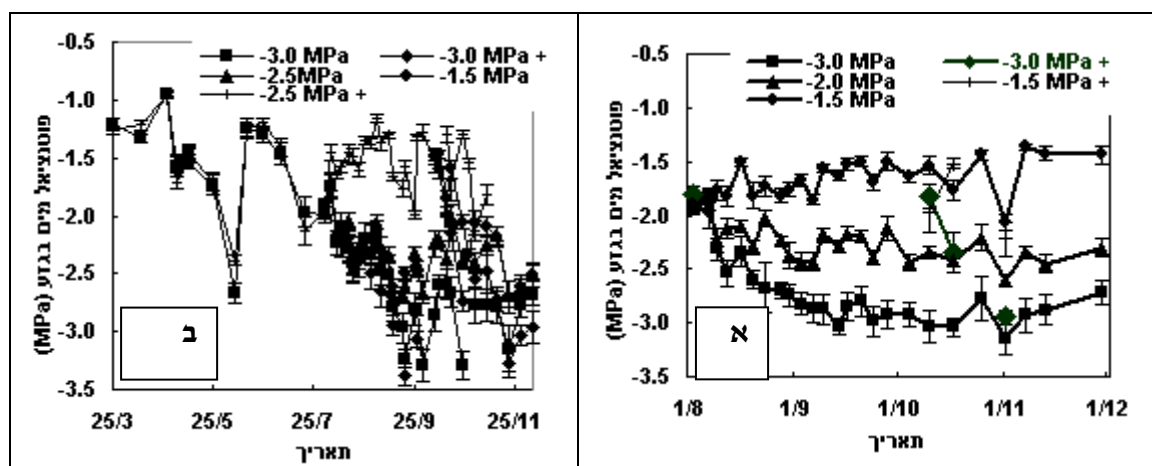 -0.5
-1.0
-1.5
-2.0
-2.5
-3.0
-3.5
פוטנציאל מים בגזע (MPa)
-3.0 MPa
-3.0 MPa +
-2.0 MPa
-1.5 MPa +
-1.5 MPa
א
1/8
1/9
1/10
1/11
1/12
תאריך
-0.5
-1.0
-1.5
-2.0
-2.5
-3.0
-3.5
פוטנציאל מים בגזע (MPa)
-3.0 MPa
-3.0 MPa +
-2.5MPa
-1.5 MPa
-2.5 MPa +
ב
25/3
25/5
25/7
25/9
25/11
תאריך